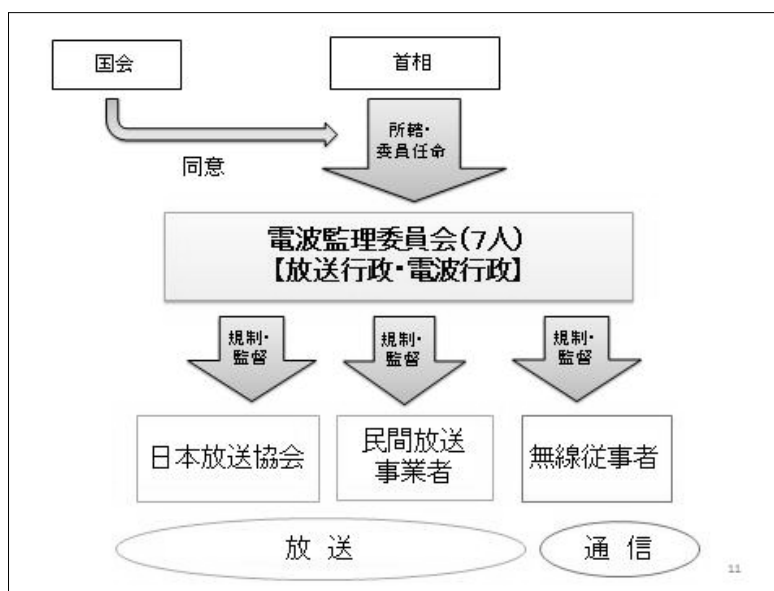 国会
首相
所轄・
委員任命
同意
電波監理委員会(7人)
【放送行政・電波行政】
規制・
監督
規制・
監督
規制・
監督
日本放送協会
民間放送
事業者
無線従事者
放 送
通 信
11